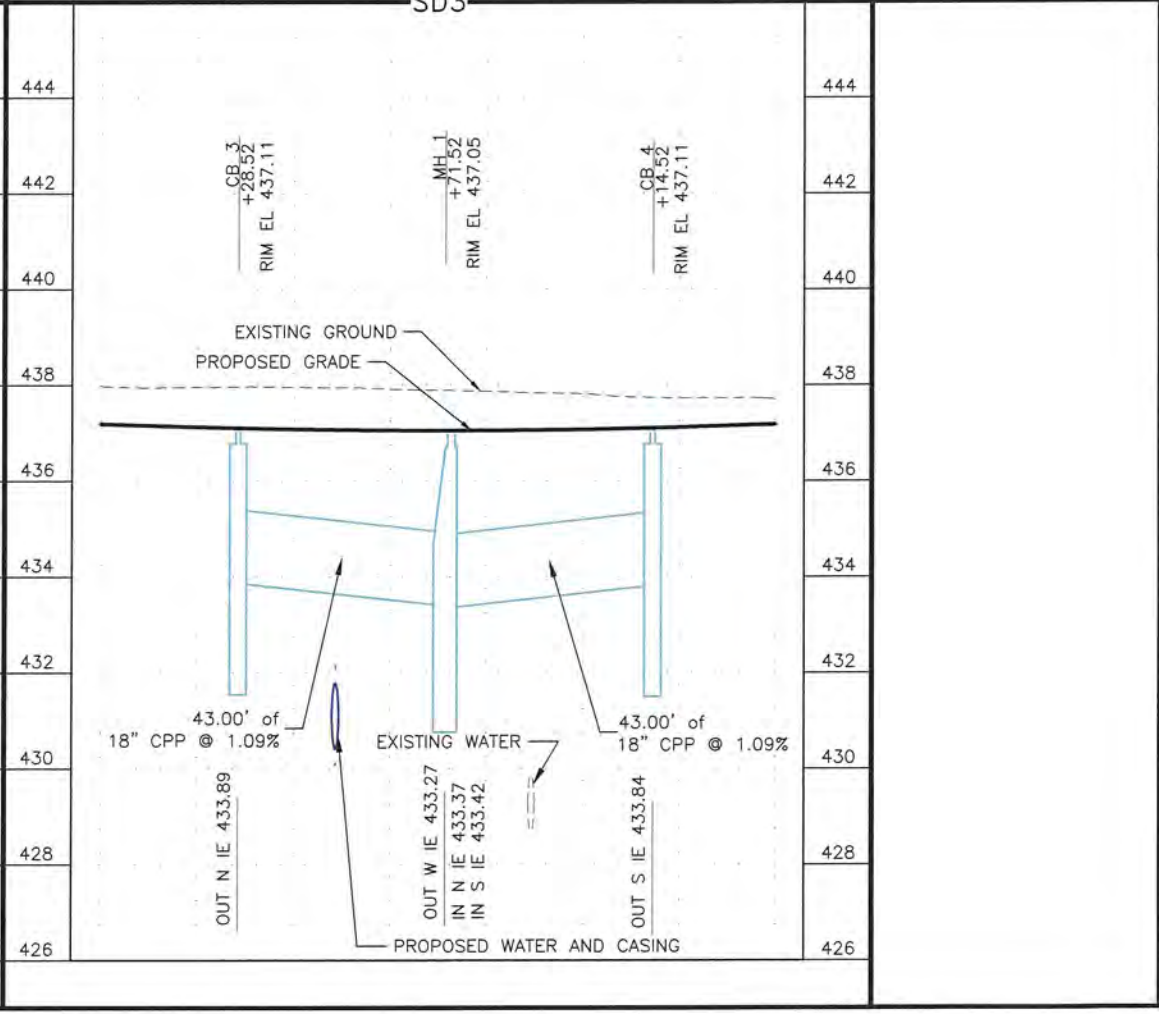 SD3
444
442
440
438
436
434
432
430
428
426
444
442
440
438
436
434
432
430
428
426
CB 3
+28.52
RIM EL 437.11
MH 1
+71.52
RIM EL 437.05
CB 4
+14.52
RIM EL 437.11
EXISTING GROUND
PROPOSED GRADE
43.00' of
18" CPP @ 1.09%
EXISTING WATER
43.00' of
18" CPP @ 1.09%
OUT N IE 433.89
OUT W IE 433.27
IN N IE 433.37
IN S IE 433.42
OUT S IE 433.84
PROPOSED WATER AND CASING